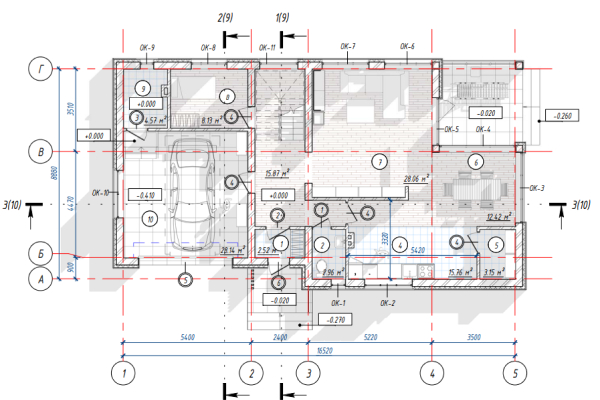 2(9) 1(9)
ОК-9 ОК-8 ОК-11 ОК-7 ОК-6
Г
9
8
+0.000
3
4.57 м²
8.13 м²
4
-0.020
-0.260
3510
+0.000
ОК-5
ОК-4
В
15.87 м²
7
6
8880
4
28.06 м²
ОК-10
-0.410
+0.000
ОК-3
3(10)
3(10)
4470
10
2
1
4
12.42 м²
3320
1
2
4
4
5
Б
28.14 м²
2.52 м²
5420
900
А
5
6
3.96 м²
15.76 м²
3.15 м²
-0.020
ОК-1
ОК-2
-0.270
5400 2400 5220 3500
16520
1 2 3 4 5